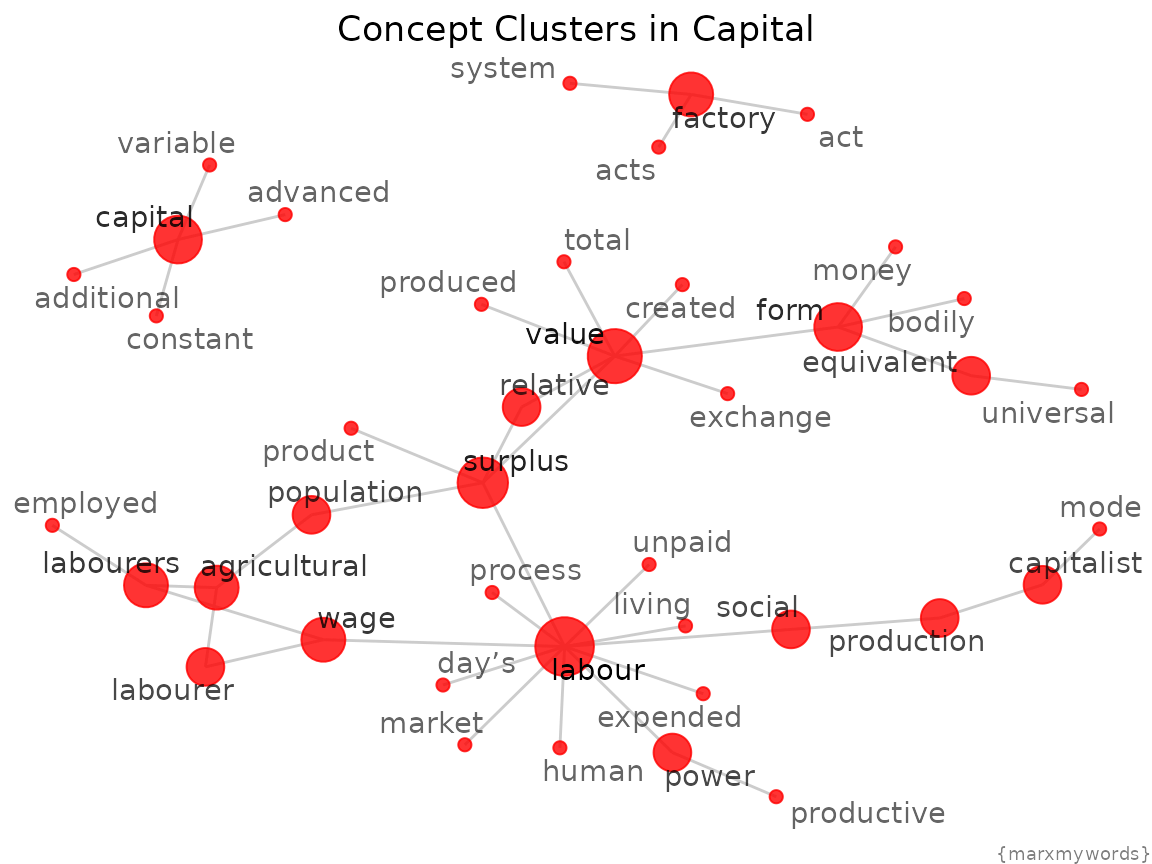 Concept Clusters in Capital
system
factory
act
acts
variable
advanced
capital
additional
constant
total
produced
created
money
form
bodily
value
equivalent
relative
universal
exchange
product
surplus
population
employed
mode
labourers
agricultural
capitalist
unpaid
process
living
social
wage
production
day’s
labour
labourer
market
expended
human
power
productive
{marxmywords}